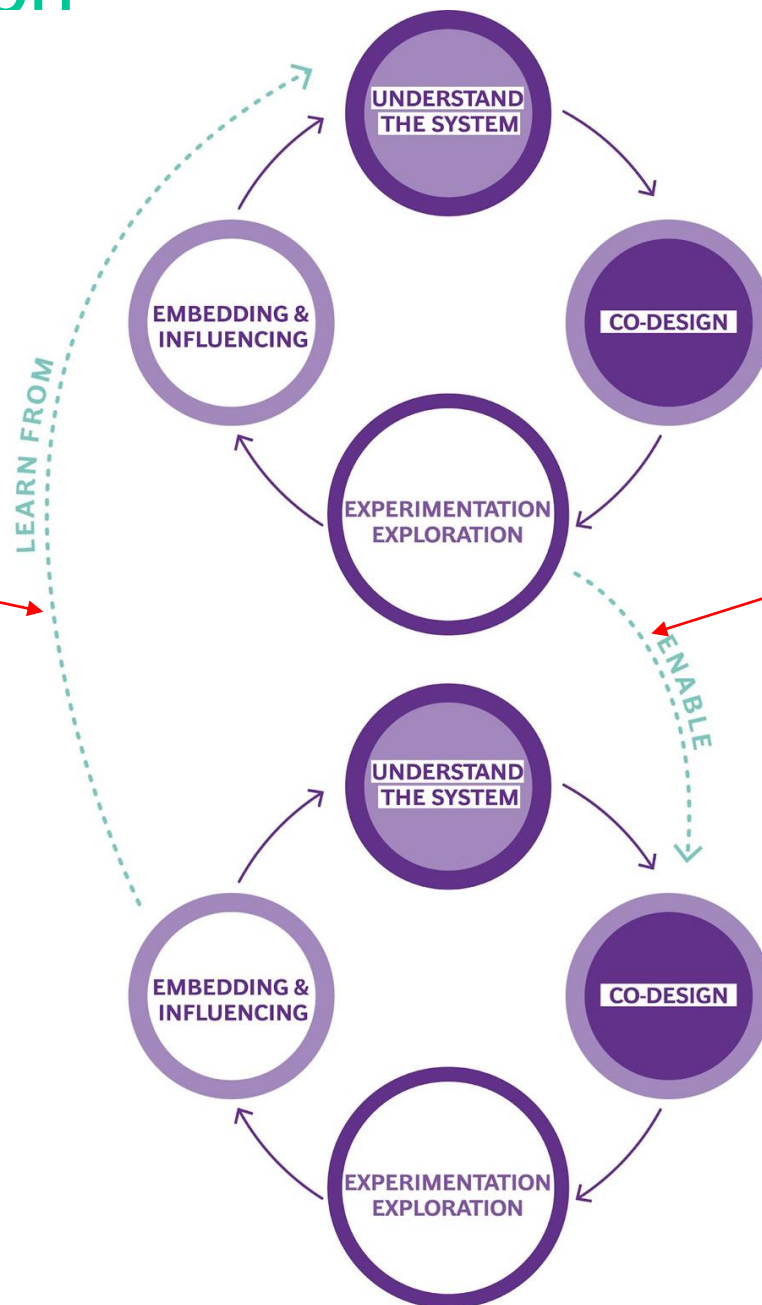 UNDERSTAND
THE SYSTEM
EMBEDDING &
INFLUENCING
CO-DESIGN
LEARN FROM
EXPERIMENTATION
EXPLORATION
ENABLE
UNDERSTAND
THE SYSTEM
EMBEDDING &
INFLUENCING
CO-DESIGN
EXPERIMENTATION
EXPLORATION